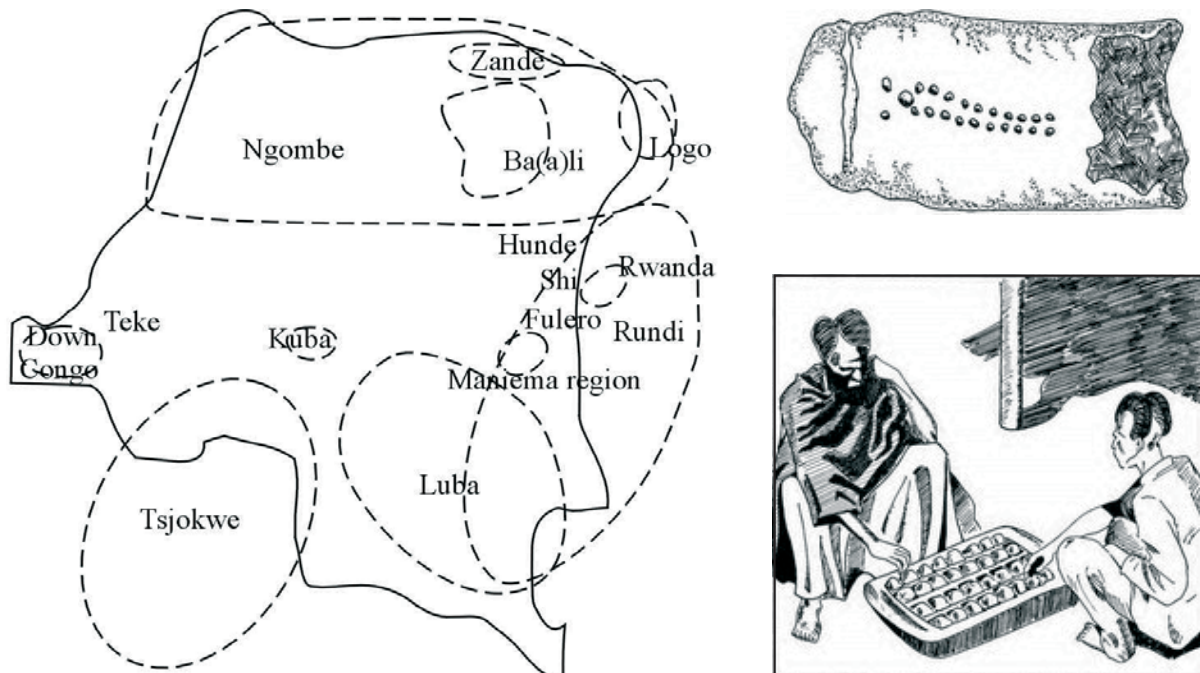 Zande
Ngombe
Ba(a)li
Logo
Hunde
Rwanda
Shi
Fulero
Rundi
Teke
Down
Congo
Kuba
Maniema region
Luba
Tsjokwe